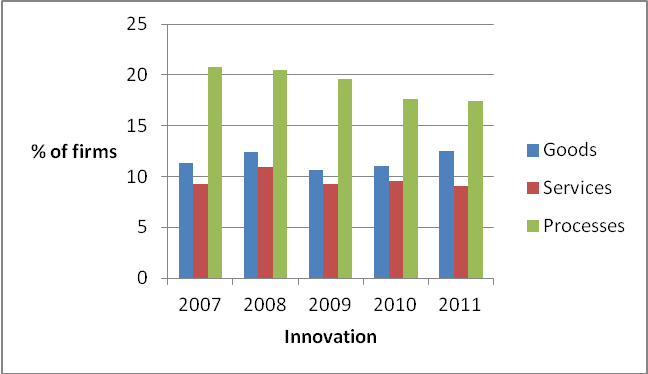 25
20
15
10
5
0
% of firms
2007 2008 2009 2010 2011
Innovation
Goods
Services
Processes